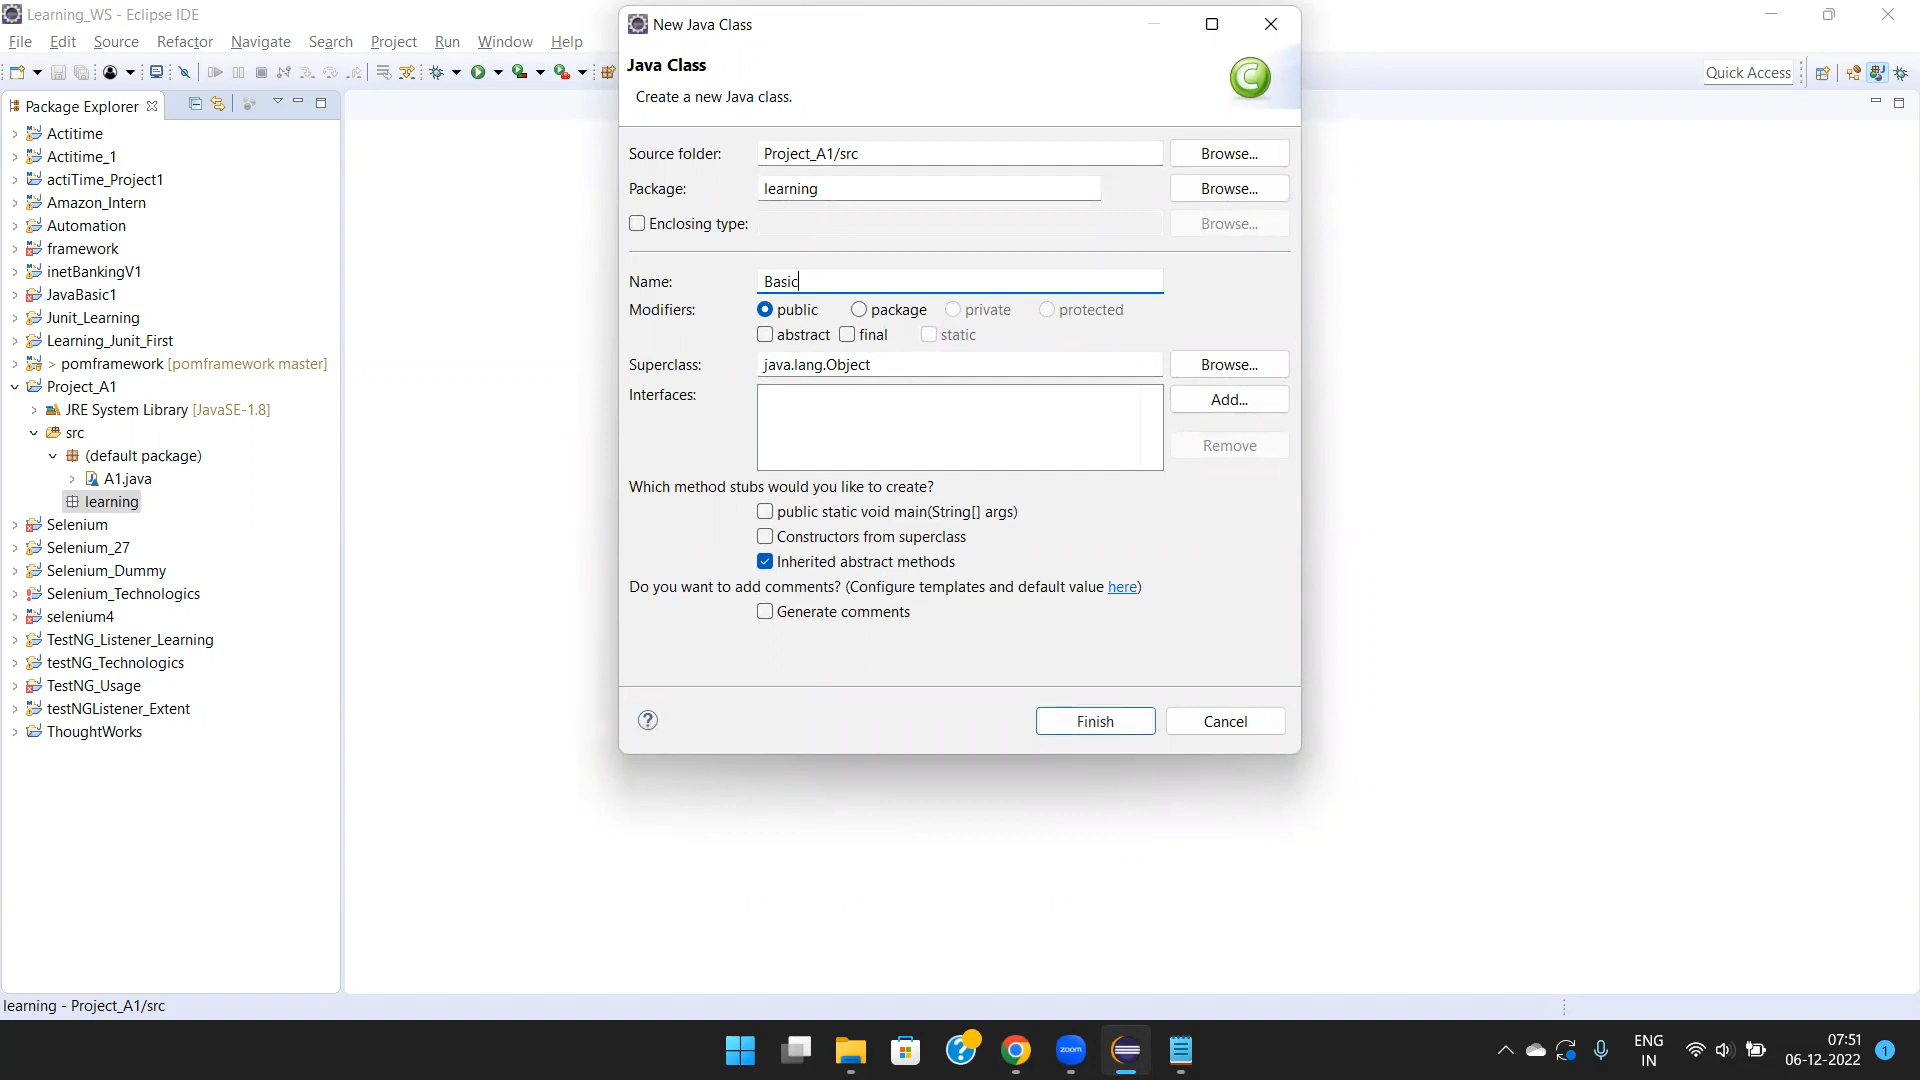 Learning_WS - Eclipse IDE
File Edit Source Refactor Navigate Search Project Run Window Help
Quick Access
Package Explorer
Actitime
Actitime_1
actiTime_Project1
Amazon_Intern
Automation
framework
inetBankingV1
JavaBasic1
Junit_Learning
Learning_Junit_First
> pomframework [pomframework master]
Project_A1
JRE System Library [JavaSE-1.8]
src
(default package)
A1.java
learning
Selenium
Selenium_27
Selenium_Dummy
Selenium_Technologics
selenium4
TestNG_Listener_Learning
testNG_Technologics
TestNG_Usage
testNGListener_Extent
ThoughtWorks
New Java Class
Java Class
Create a new Java class.
C
Source folder: Project_A1/src Browse...
Package: learning Browse...
Enclosing type: Browse...
Name: Basic
Modifiers: public package private protected
abstract final static
Superclass: java.lang.Object Browse...
Interfaces: Add...
Remove
Which method stubs would you like to create?
public static void main(String[] args)
Constructors from superclass
Inherited abstract methods
Do you want to add comments? (Configure templates and default value here)
Generate comments
? Finish Cancel
learning - Project_A1/src
? zoom
ENG
IN
07:51
06-12-2022
1